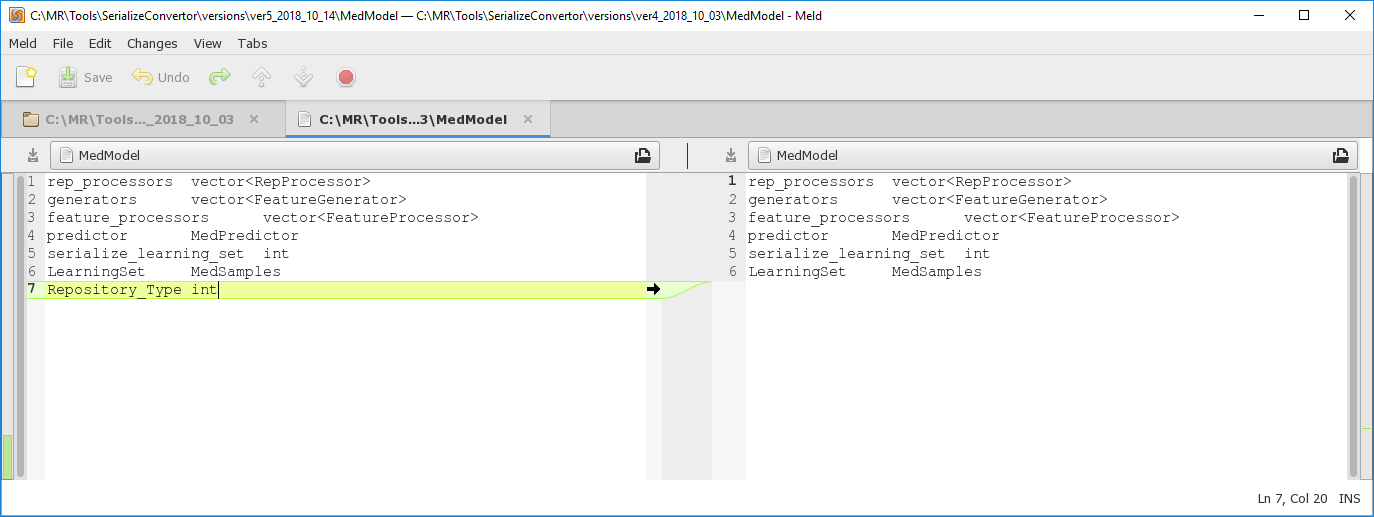 C:\MR\Tools\SerializeConvertor\versions\ver5_2018_10_14\MedModel — C:\MR\Tools\SerializeConvertor\versions\ver4_2018_10_03\MedModel - Meld
Meld File Edit Changes View Tabs
Save Undo
C:\MR\Tools..._2018_10_03 C:\MR\Tools...3\MedModel
MedModel
1 rep_processors vector<RepProcessor>
2 generators vector<FeatureGenerator>
3 feature_processors vector<FeatureProcessor>
4 predictor MedPredictor
5 serialize_learning_set int
6 LearningSet MedSamples
7 Repository_Type int
MedModel
1 rep_processors vector<RepProcessor>
2 generators vector<FeatureGenerator>
3 feature_processors vector<FeatureProcessor>
4 predictor MedPredictor
5 serialize_learning_set int
6 LearningSet MedSamples
Ln 7, Col 20 INS